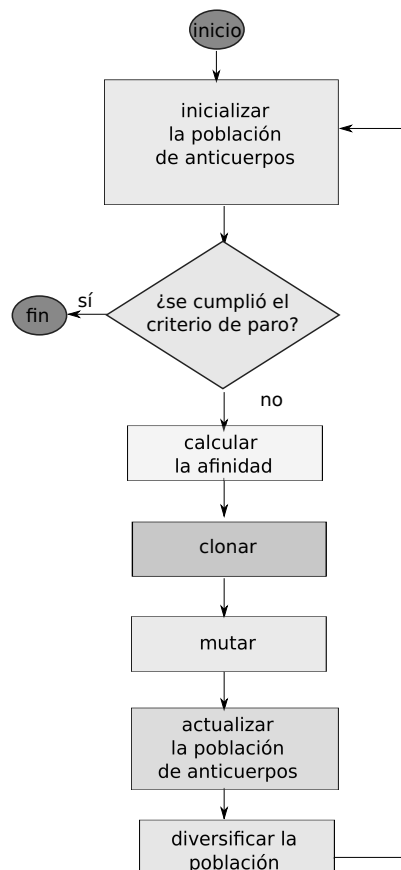 inicio
inicializar
la población
de anticuerpos
¿se cumplió el
criterio de paro?
sí
fin
no
calcular
la afinidad
clonar
mutar
actualizar
la población
de anticuerpos
diversificar la
población